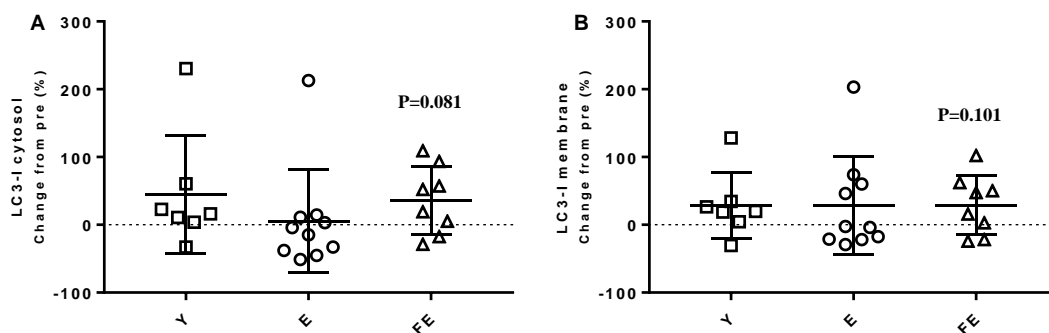 A
LC3-I cytosol
Change from pre (%)
300
200
100
0
-100
P=0.081
Y
E
FE
B
LC3-I membrane
Change from pre (%)
300
200
100
0
-100
P=0.101
Y
E
FE